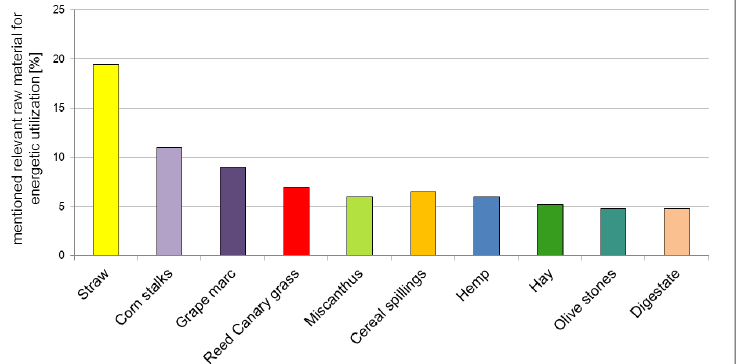 mentioned relevant raw material for
energetic utilization [%]
25
20
15
10
5
0
Straw
Corn stalks
Grape marc
Reed Canary grass
Miscanthus
Cereal spillings
Hemp
Hay
Olive stones
Digestate